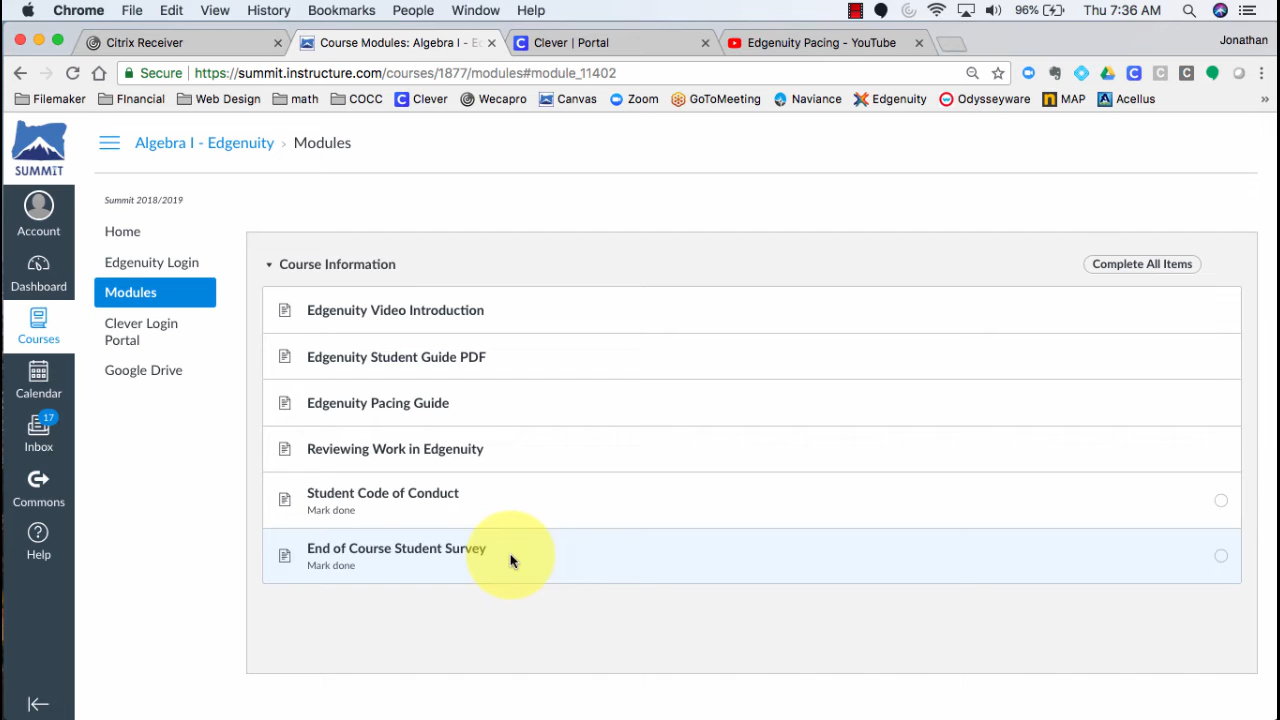 Chrome File Edit View History Bookmarks People Window Help 96% Thu 7:36 AM
Citrix Receiver Course Modules: Algebra I - Ec Clever | Portal Edgenuity Pacing - YouTube Jonathan
Secure https://summit.instructure.com/courses/1877/modules#module_11402
Filemaker FInancial Web Design math COCC Clever Wecapro Canvas Zoom GoToMeeting Naviance Edgenuity Odysseyware MAP Acellus »
SUMMIT
Algebra I - Edgenuity › Modules
Summit 2018/2019
Account
Dashboard
Courses
Calendar
17
Inbox
Commons
Help
Home
Edgenuity Login
Modules
Clever Login
Portal
Google Drive
Course Information Complete All Items
Edgenuity Video Introduction
Edgenuity Student Guide PDF
Edgenuity Pacing Guide
Reviewing Work in Edgenuity
Student Code of Conduct
Mark done
End of Course Student Survey
Mark done